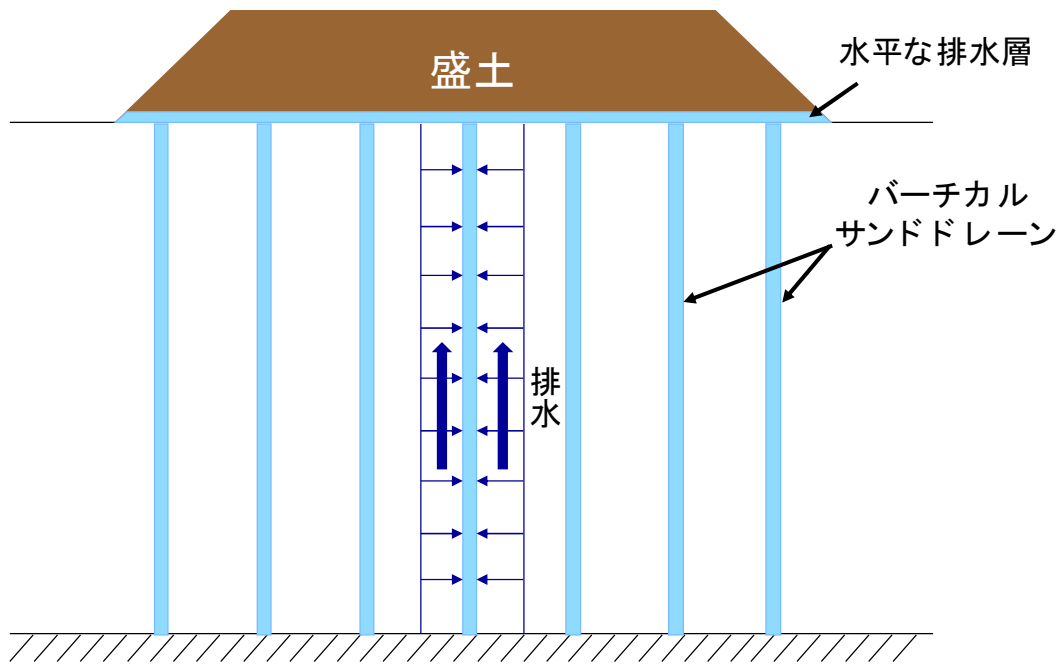 盛土
水平な排水層
バーチカル
サンドドレーン
排
水